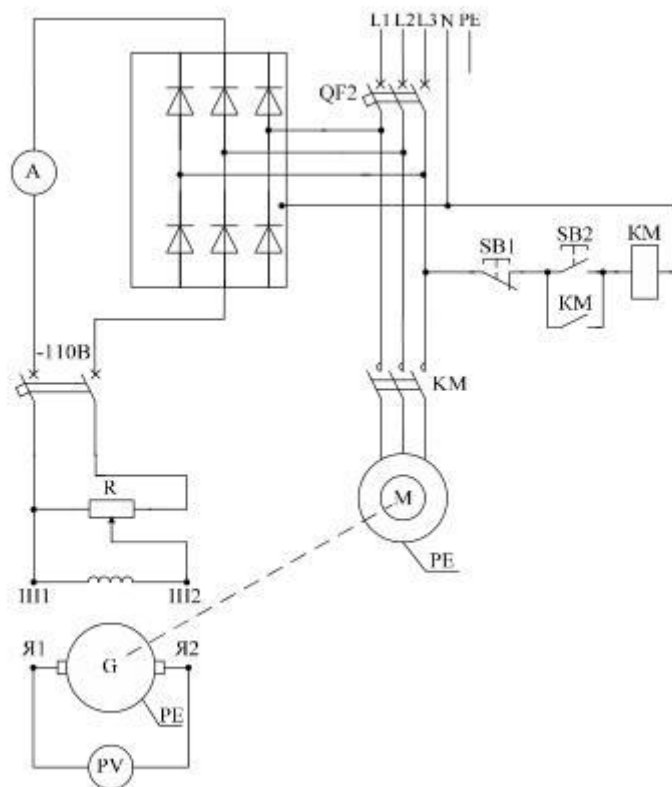 L1 L2 L3 N PE
QF2
A
SB1
SB2
KM
KM
-110В
KM
R
M
PE
Ш1
Ш2
Я1
Я2
G
PE
PV